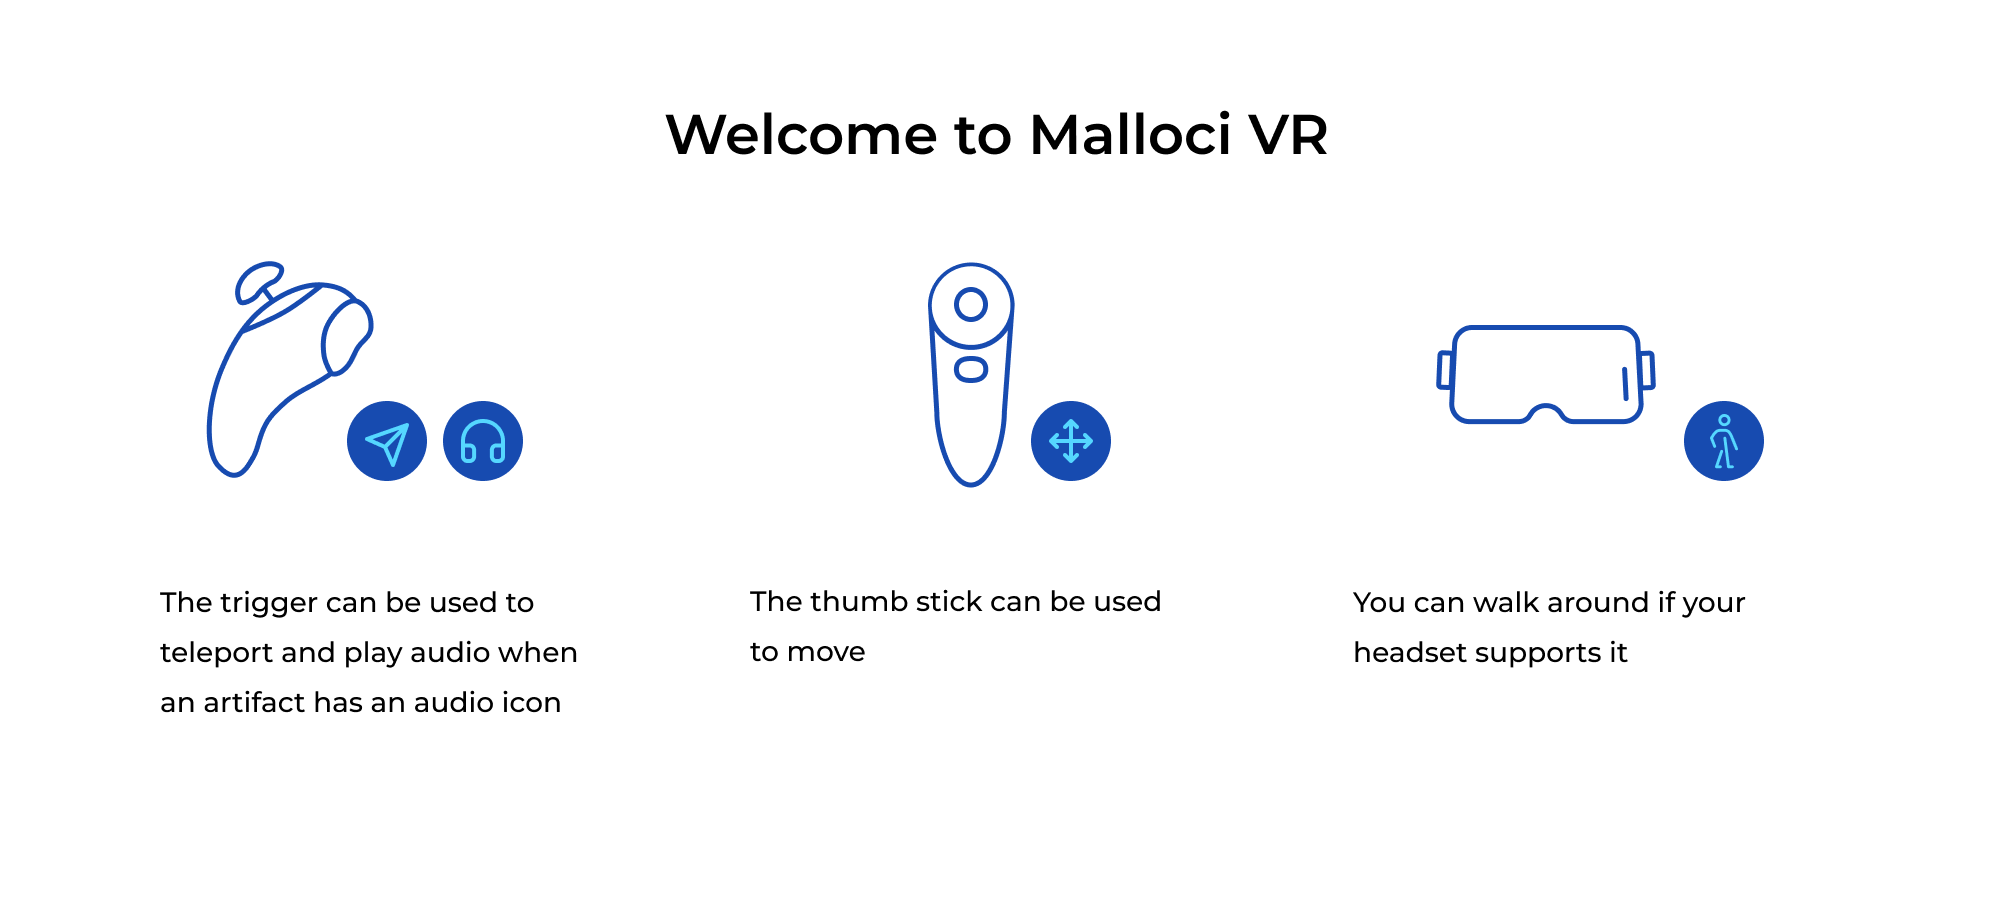 Welcome to Malloci VR
The trigger can be used to
teleport and play audio when
an artifact has an audio icon
The thumb stick can be used
to move
You can walk around if your
headset supports it